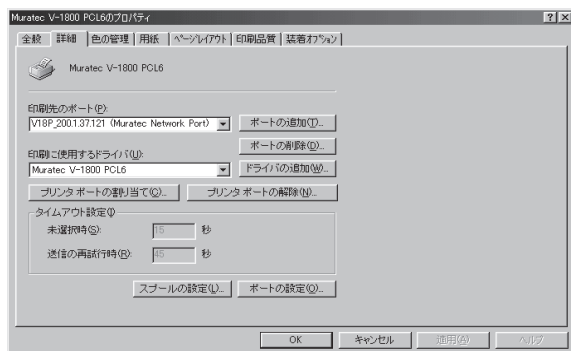 Muratec V-1800 PCL6のプロパティ
全般 詳細 色の管理 用紙 ページレイアウト 印刷品質 装着オプション
Muratec V-1800 PCL6
印刷先のポート(P):
V18P_200.1.37.121 (Muratec Network Port) ポートの追加(T)...
ポートの削除(D)...
印刷に使用するドライバ(U):
Muratec V-1800 PCL6 ドライバの追加(W)...
プリンタ ポートの割り当て(C)... プリンタ ポートの解除(N)...
タイムアウト設定①
未選択時(S): 15 秒
送信の再試行時(R): 45 秒
スプールの設定(L)... ポートの設定(O)...
OK キャンセル 適用(A) ヘルプ